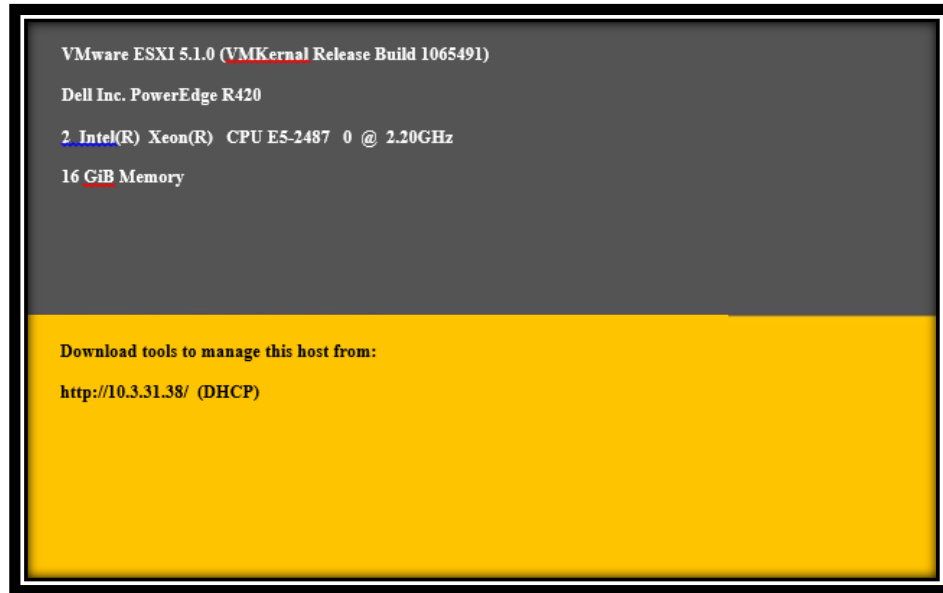 VMware ESXI 5.1.0 (VMKernal Release Build 1065491)
Dell Inc. PowerEdge R420
2 Intel(R) Xeon(R) CPU E5-2487 0 @ 2.20GHz
16 GiB Memory
Download tools to manage this host from:
http://10.3.31.38/ (DHCP)